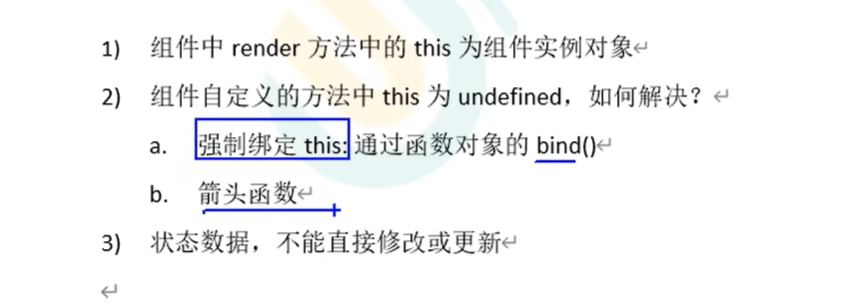 1) 组件中 render 方法中的 this 为组件实例对象↵
2) 组件自定义的方法中 this 为 undefined，如何解决？↵
a. 强制绑定 this: 通过函数对象的 bind()↵
b. 箭头函数↵
3) 状态数据，不能直接修改或更新↵
↵